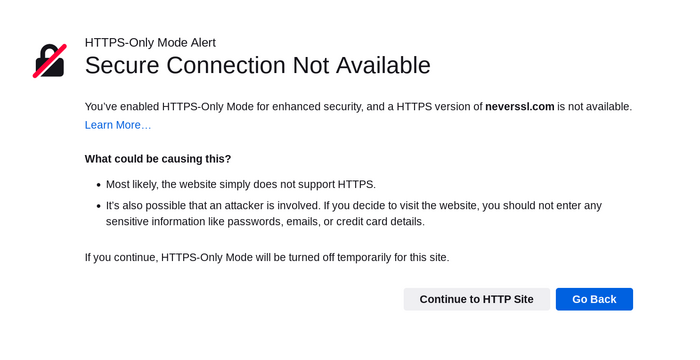 HTTPS-Only Mode Alert
Secure Connection Not Available
You’ve enabled HTTPS-Only Mode for enhanced security, and a HTTPS version of neverssl.com is not available.
Learn More…
What could be causing this?
• Most likely, the website simply does not support HTTPS.
• It’s also possible that an attacker is involved. If you decide to visit the website, you should not enter any
sensitive information like passwords, emails, or credit card details.
If you continue, HTTPS-Only Mode will be turned off temporarily for this site.
Continue to HTTP Site Go Back